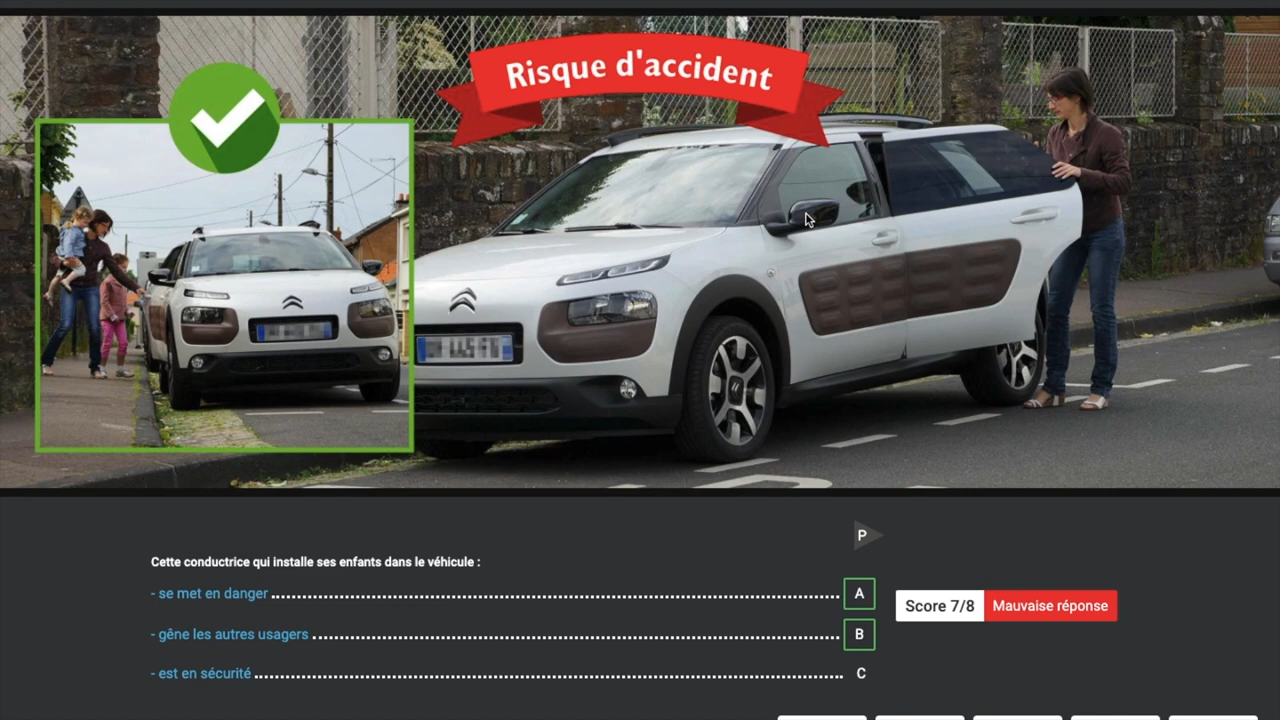 Risque d'accident
P
Cette conductrice qui installe ses enfants dans le véhicule :
- se met en danger A
- gêne les autres usagers B
- est en sécurité C
Score 7/8 Mauvaise réponse